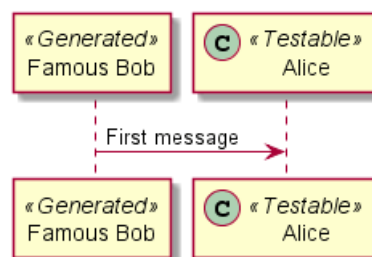 «Generated»
Famous Bob
C «Testable»
Alice
First message
«Generated»
Famous Bob
C «Testable»
Alice